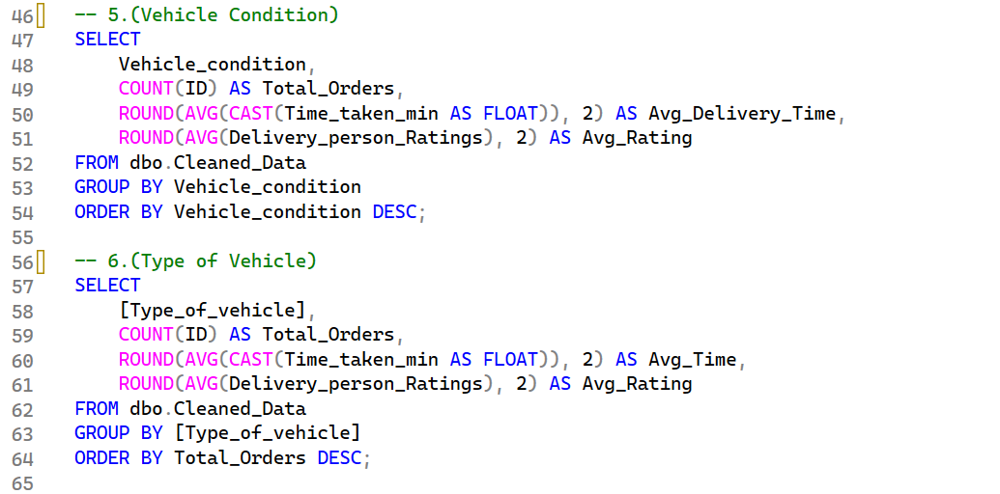 46 -- 5.(Vehicle Condition)
47 SELECT
48 Vehicle_condition,
49 COUNT(ID) AS Total_Orders,
50 ROUND(AVG(CAST(Time_taken_min AS FLOAT)), 2) AS Avg_Delivery_Time,
51 ROUND(AVG(Delivery_person_Ratings), 2) AS Avg_Rating
52 FROM dbo.Cleaned_Data
53 GROUP BY Vehicle_condition
54 ORDER BY Vehicle_condition DESC;
55
56 -- 6.(Type of Vehicle)
57 SELECT
58 [Type_of_vehicle],
59 COUNT(ID) AS Total_Orders,
60 ROUND(AVG(CAST(Time_taken_min AS FLOAT)), 2) AS Avg_Time,
61 ROUND(AVG(Delivery_person_Ratings), 2) AS Avg_Rating
62 FROM dbo.Cleaned_Data
63 GROUP BY [Type_of_vehicle]
64 ORDER BY Total_Orders DESC;
65